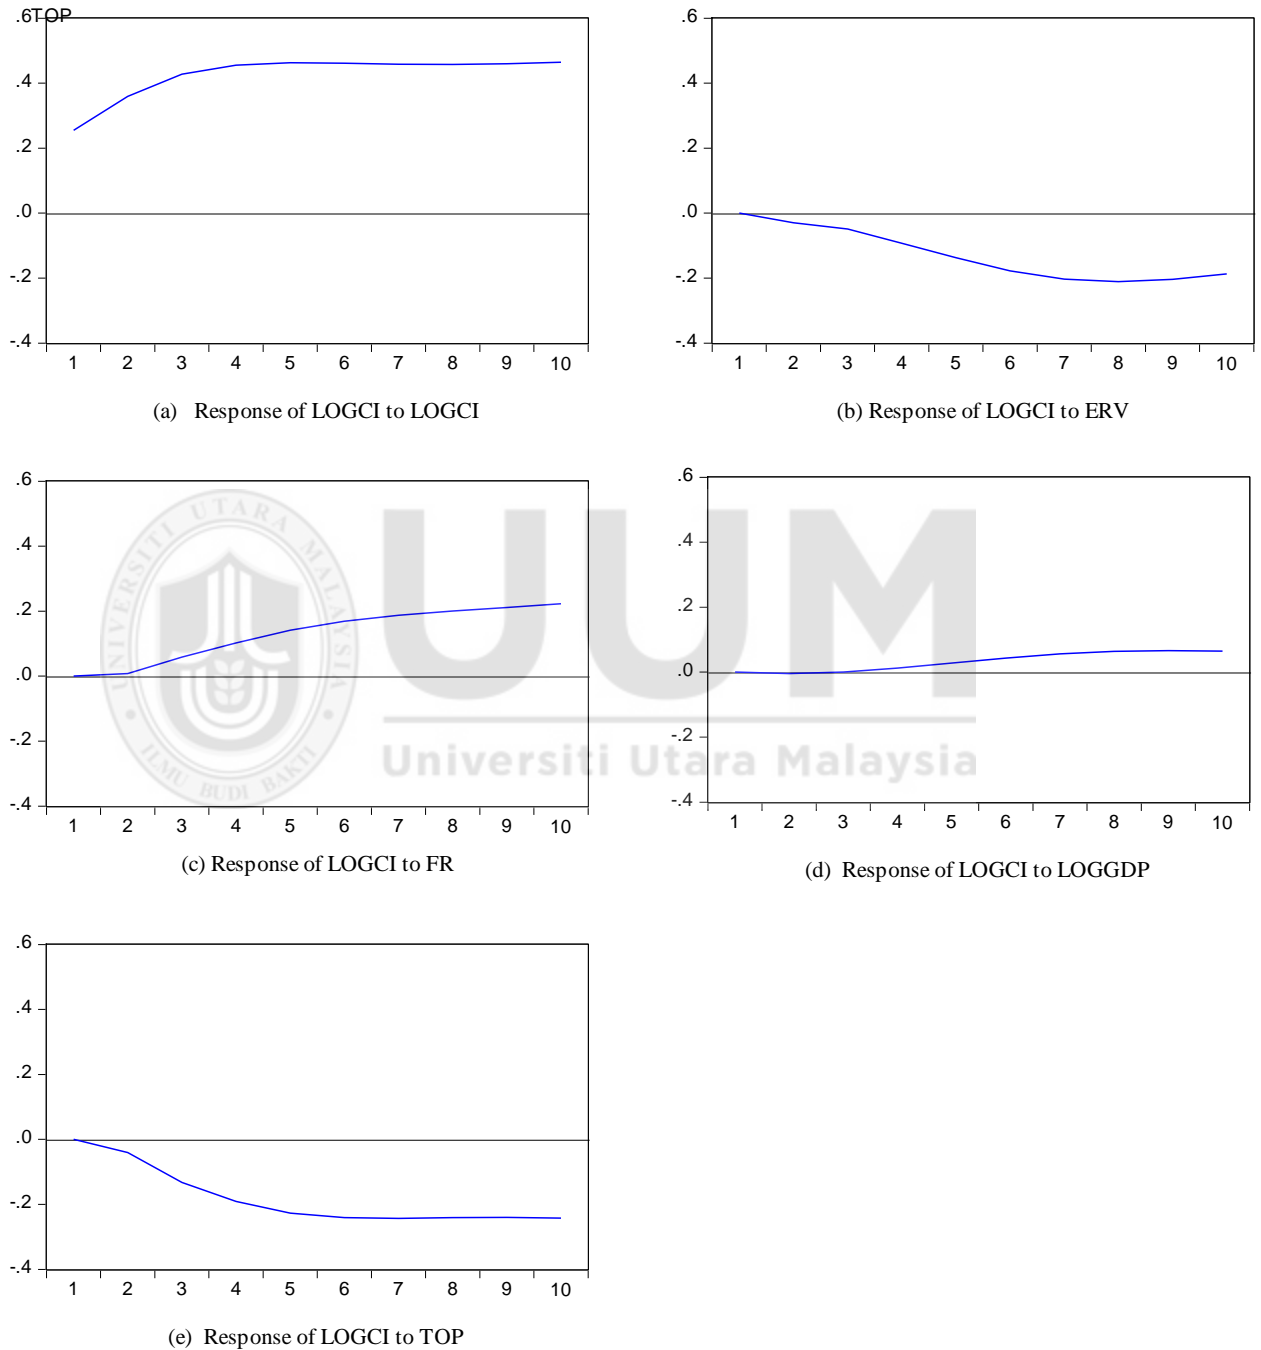 TOP
.6
.4
.2
.0
-.2
-.4
1 2 3 4 5 6 7 8 9 10
(a) Response of LOGCI to LOGCI
.6
.4
.2
.0
-.2
-.4
1 2 3 4 5 6 7 8 9 10
(b) Response of LOGCI to ERV
.6
.4
.2
.0
-.2
-.4
1 2 3 4 5 6 7 8 9 10
(c) Response of LOGCI to FR
.6
.4
.2
.0
-.2
-.4
1 2 3 4 5 6 7 8 9 10
(d) Response of LOGCI to LOGGDP
UNIVERSITI UTARA MALAYSIA
ILMU BUDI BAKTI
UUM
Universiti Utara Malaysia
.6
.4
.2
.0
-.2
-.4
1 2 3 4 5 6 7 8 9 10
(e) Response of LOGCI to TOP